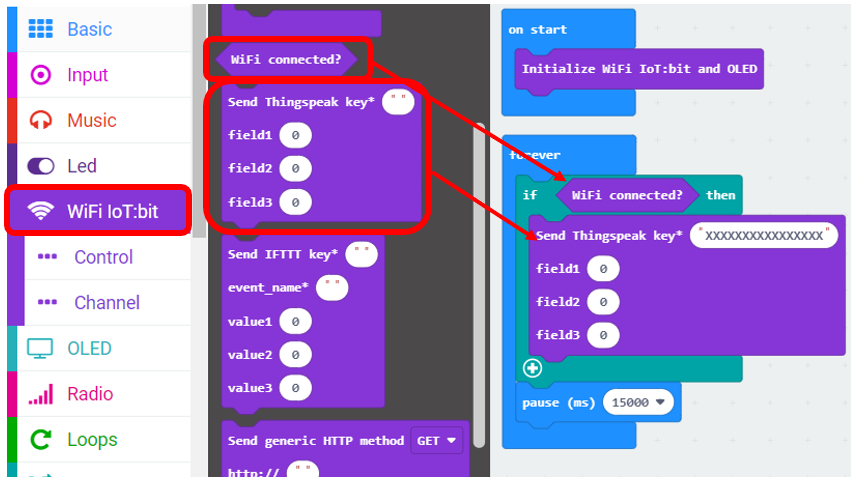 Basic
Input
Music
Led
WiFi IoT:bit
Control
Channel
OLED
Radio
Loops
WiFi connected?
Send Thingspeak key* " "
field1 0
field2 0
field3 0
Send IFTTT key* " "
event_name* " "
value1 0
value2 0
value3 0
Send generic HTTP method GET
http:// " "
on start
Initialize WiFi IoT:bit and OLED
forever
if WiFi connected? then
Send Thingspeak key* "XXXXXXXXXXXXXXXX"
field1 0
field2 0
field3 0
pause (ms) 15000